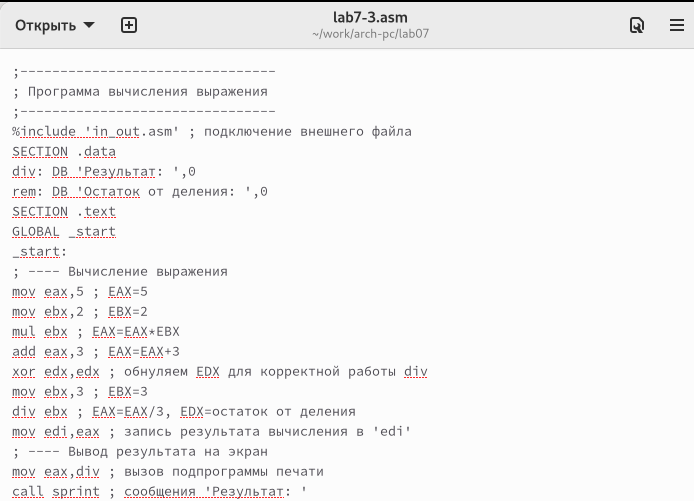 Открыть
lab7-3.asm
~/work/arch-pc/lab07
;--------------------------------
; Программа вычисления выражения
;--------------------------------
%include 'in_out.asm' ; подключение внешнего файла
SECTION .data
div: DB 'Результат: ',0
rem: DB 'Остаток от деления: ',0
SECTION .text
GLOBAL _start
_start:
; ---- Вычисление выражения
mov eax,5 ; EAX=5
mov ebx,2 ; EBX=2
mul ebx ; EAX=EAX*EBX
add eax,3 ; EAX=EAX+3
xor edx,edx ; обнуляем EDX для корректной работы div
mov ebx,3 ; EBX=3
div ebx ; EAX=EAX/3, EDX=остаток от деления
mov edi,eax ; запись результата вычисления в 'edi'
; ---- Вывод результата на экран
mov eax,div ; вызов подпрограммы печати
call sprint ; сообщения 'Результат: '